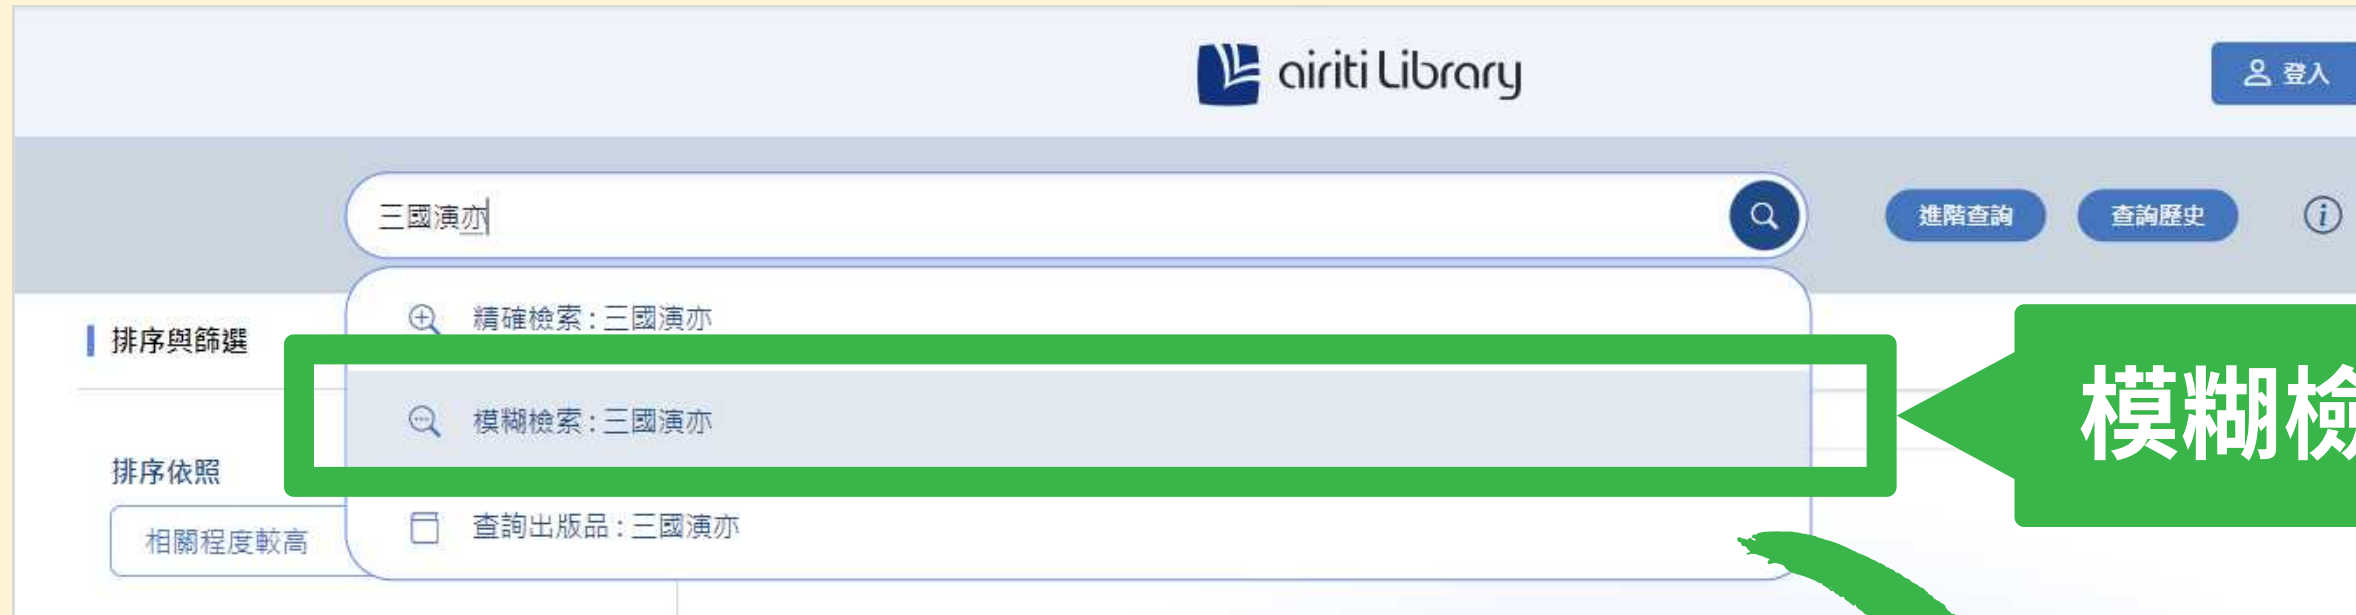 airiti Library
登入
三國演亦
進階查詢
查詢歷史
i
排序與篩選
精確檢索 : 三國演亦
模糊檢索 : 三國演亦
模糊檢
排序依照
相關程度較高
查詢出版品 : 三國演亦